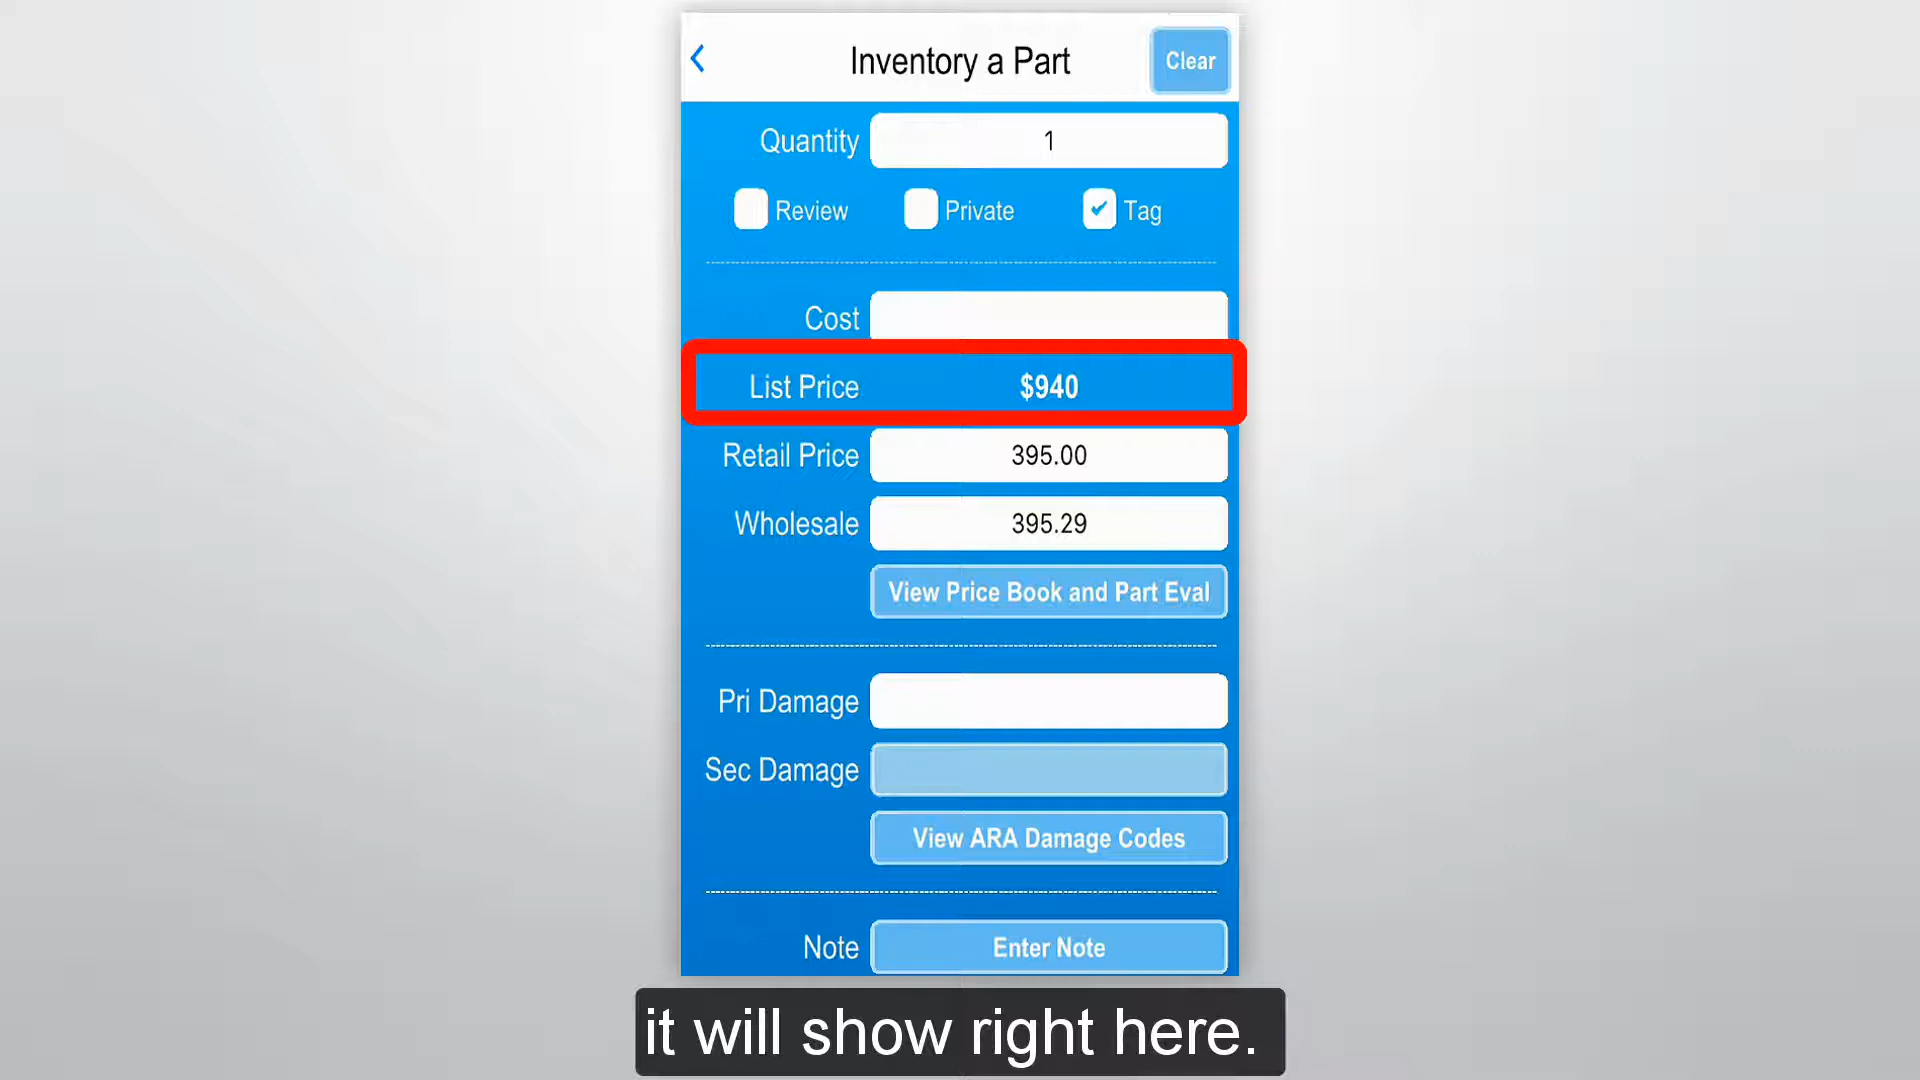 Inventory a Part
Clear
Quantity 1
Review Private Tag
Cost
List Price $940
Retail Price 395.00
Wholesale 395.29
View Price Book and Part Eval
Pri Damage
Sec Damage
View ARA Damage Codes
Note Enter Note
it will show right here.